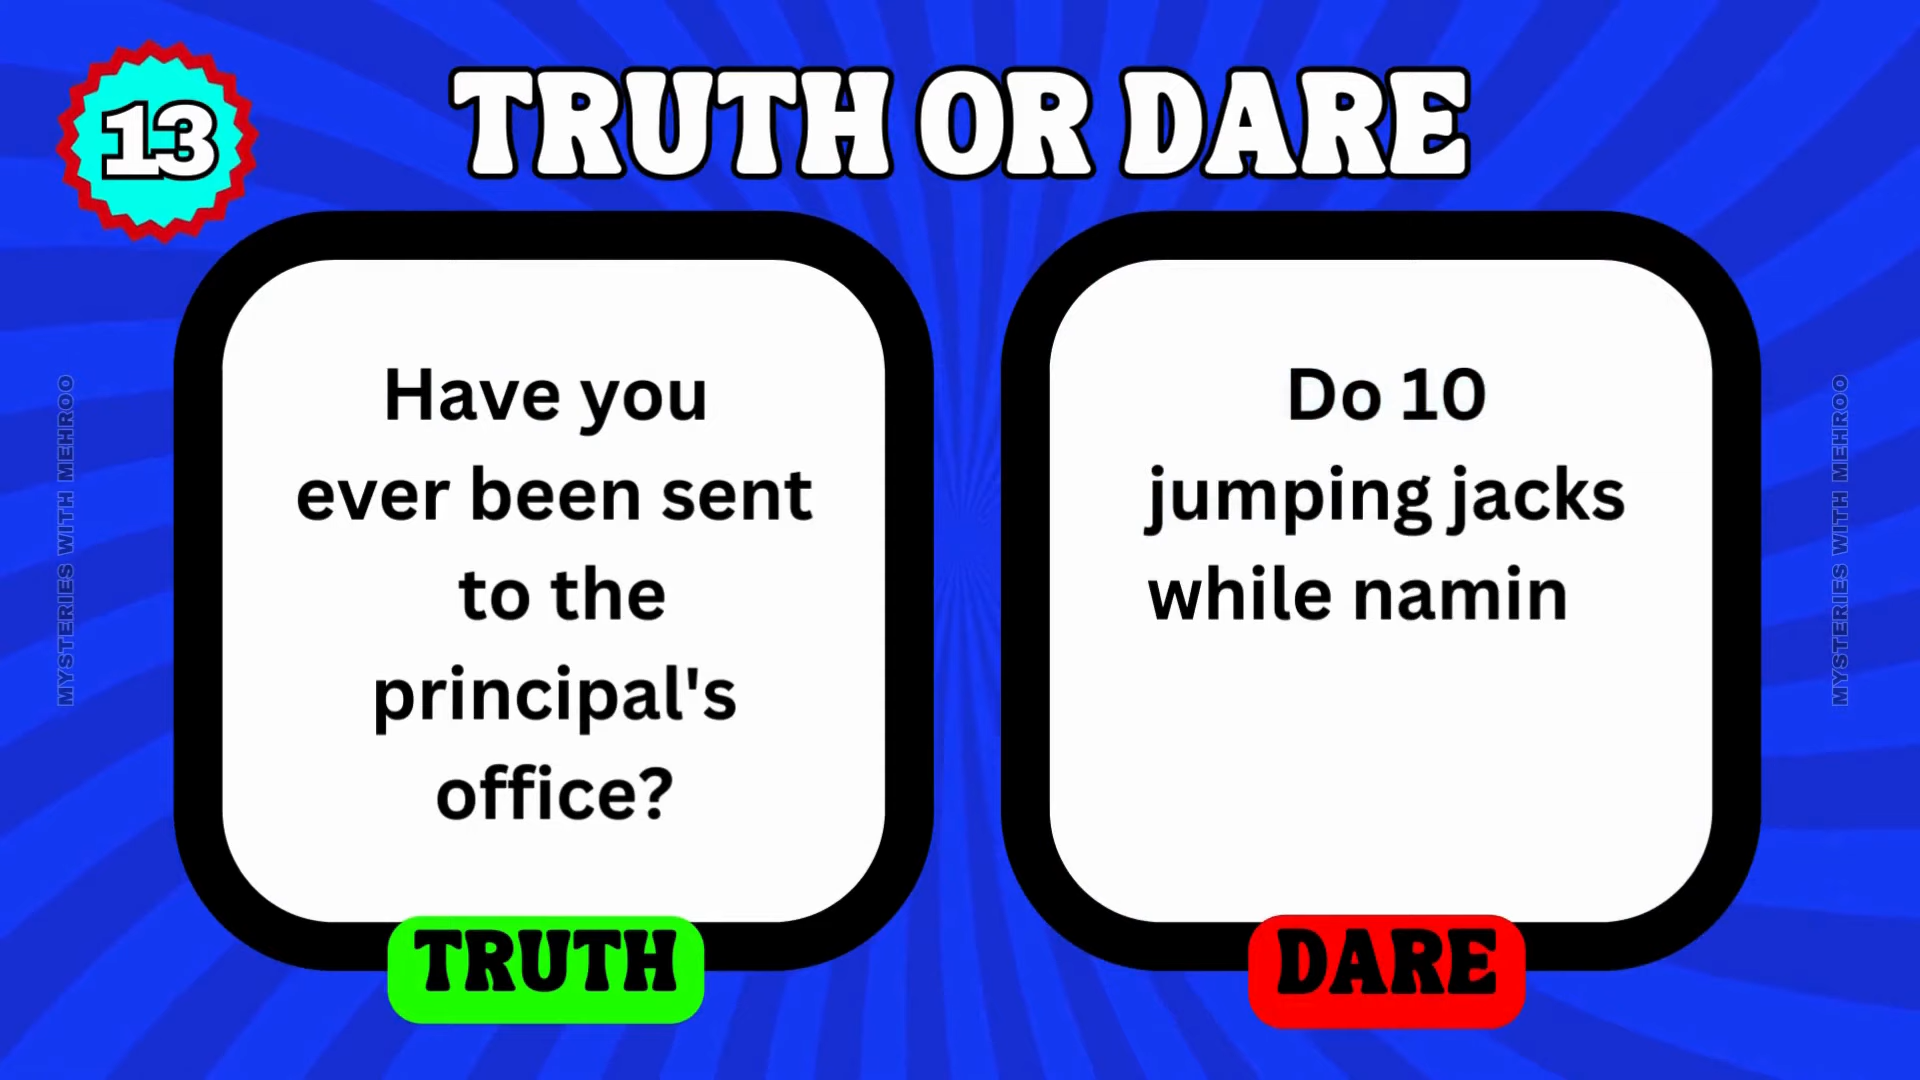 13
TRUTH OR DARE
Have you
ever been sent
to the
principal's
office?
TRUTH
Do 10
jumping jacks
while namin
DARE
MYSTERIES WITH MEHROO
MYSTERIES WITH MEHROO